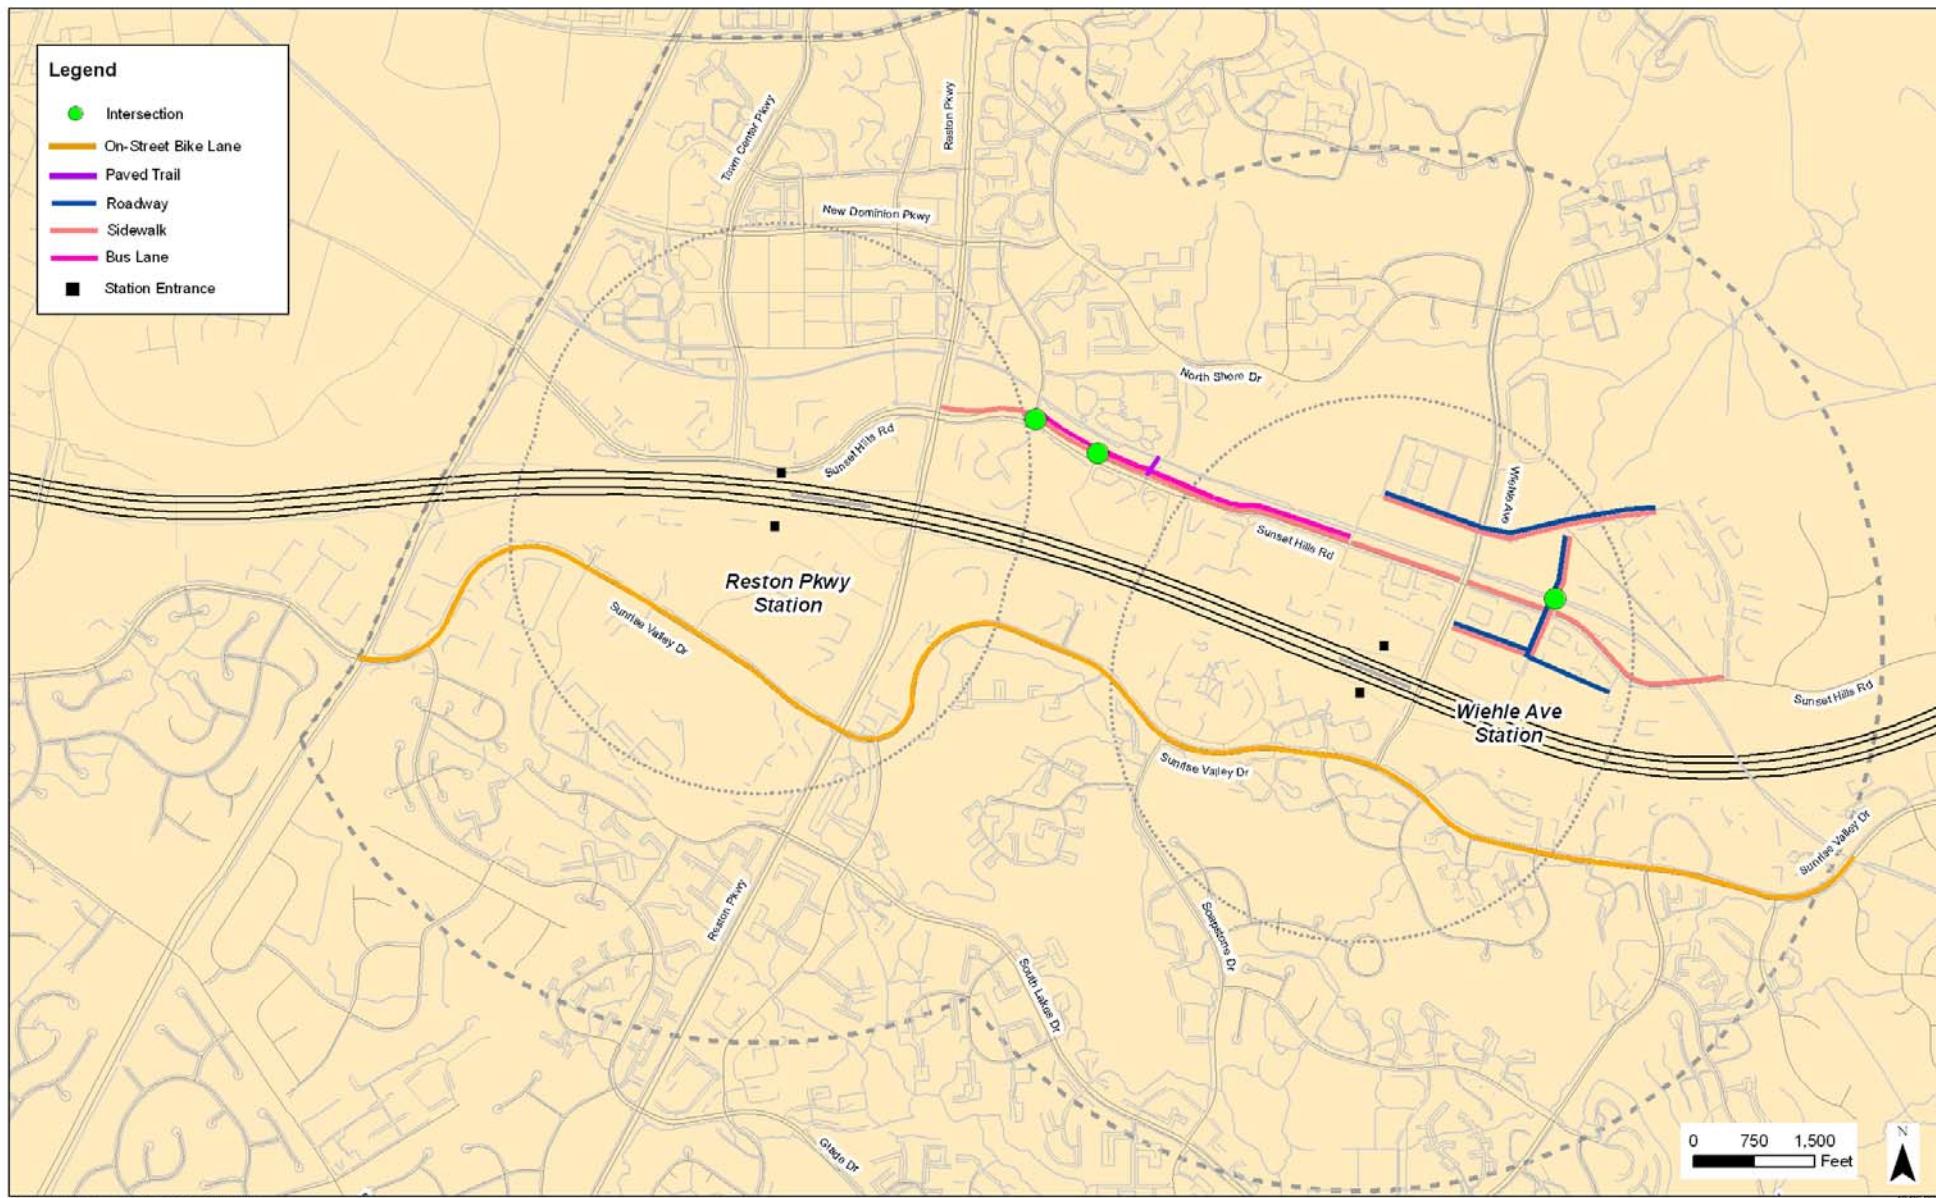 Legend
Intersection
On-Street Bike Lane
Paved Trail
Roadway
Sidewalk
Bus Lane
Station Entrance
Town Center Pkwy
Reston Pkwy
New Dominion Pkwy
North Shore Dr
Sunset Hills Rd
Wiehle Ave
Sunset Hills Rd
Reston Pkwy
Station
Sunrise Valley Dr
Sunset Hills Rd
Wiehle Ave
Station
Sunrise Valley Dr
Sunrise Valley Dr
Reston Pkwy
Soapstone Dr
South Lakes Dr
Glade Dr
0 750 1,500
Feet
N